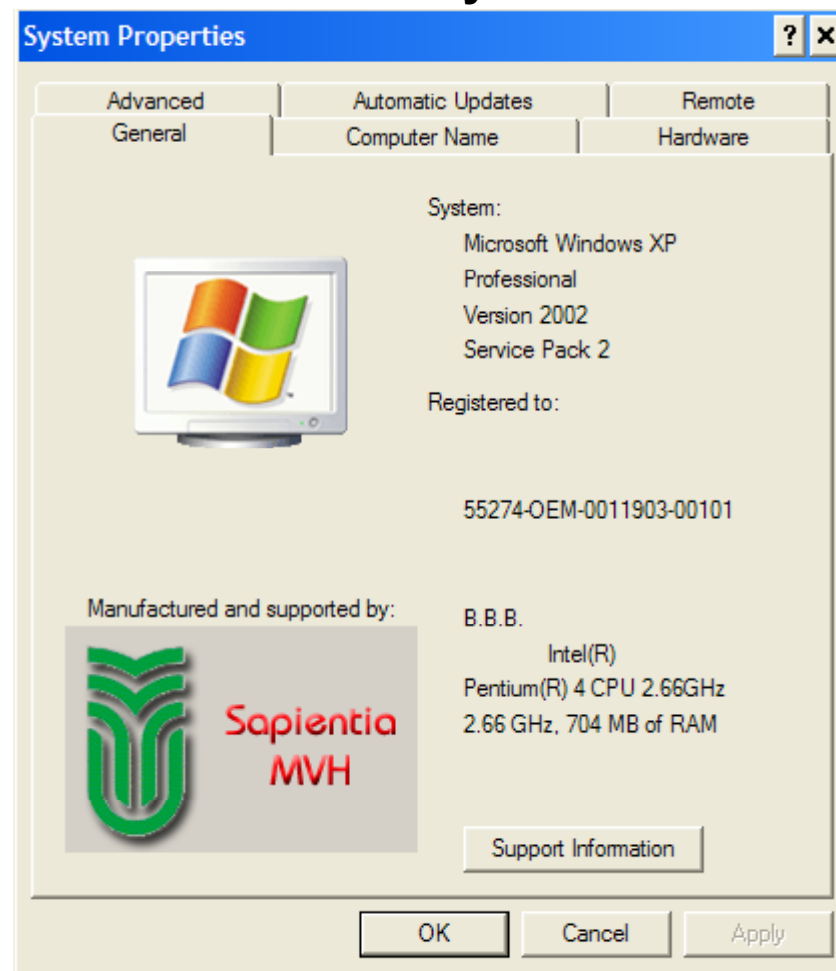 System Properties
Advanced Automatic Updates Remote
General Computer Name Hardware
System:
Microsoft Windows XP
Professional
Version 2002
Service Pack 2
Registered to:
55274-OEM-0011903-00101
Manufactured and supported by:
B.B.B.
Intel(R)
Pentium(R) 4 CPU 2.66GHz
2.66 GHz, 704 MB of RAM
Sapientia
MVH
Support Information
OK Cancel Apply